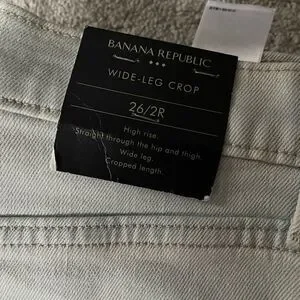 BANANA REPUBLIC
WIDE-LEG CROP
26/2R
High rise.
Straight through the hip and thigh.
Wide leg.
Cropped length.